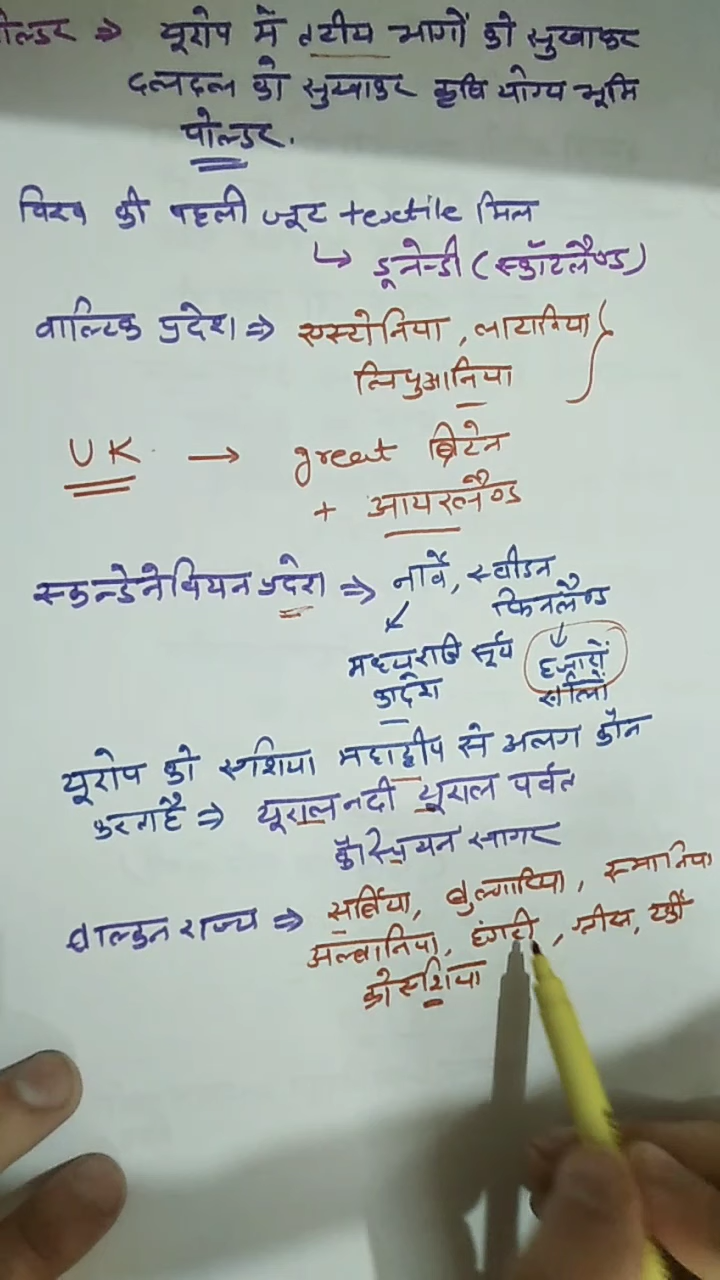 ोल्डर ⇒ यूरोप में तटीय भागों को सुखाकर
दलदल को सुखाकर कृषि योग्य भूमि
पोल्डर.
विश्व की पहली जूट textile मिल
↳ डूनेन्डी (स्कॉटलैण्ड)
वाल्टिक प्रदेश ⇒ एस्टोनिया, लाटाविया
लिथुआनिया
UK → great ब्रिटेन
+ आयरलैण्ड
स्कन्डेनेवियन प्रदेश ⇒ नार्वे, स्वीडन
फिनलैण्ड
मध्यरात्रि सूर्य हजारों
प्रदेश झीलों
यूरोप को एशिया महाद्वीप से अलग कौन
करता है ⇒ यूराल नदी यूराल पर्वत
कैस्पियन सागर
बाल्कन राज्य ⇒ सर्बिया, बुल्गारिया, रूमानिया
अल्बानिया, हंगरी, ग्रीस, टर्की
क्रोएशिया